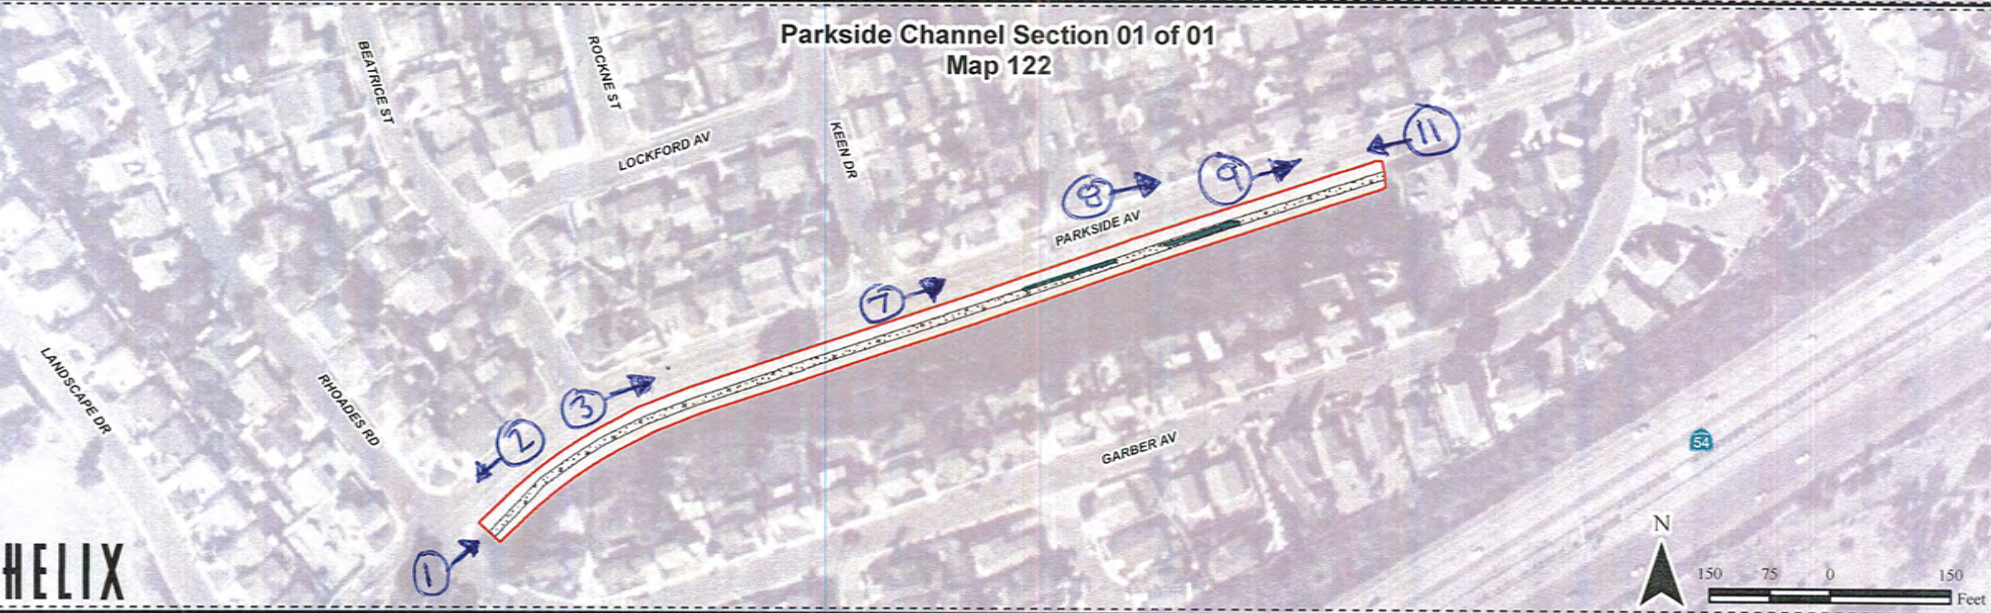 Parkside Channel Section 01 of 01
Map 122
BEATRICE ST
ROCKNE ST
LOCKFORD AV
KEEN DR
11
9
8
PARKSIDE AV
7
LANDSCAPE DR
RHOADES RD
3
2
GARBER AV
54
1
HELIX
N
150 75 0 150
Feet